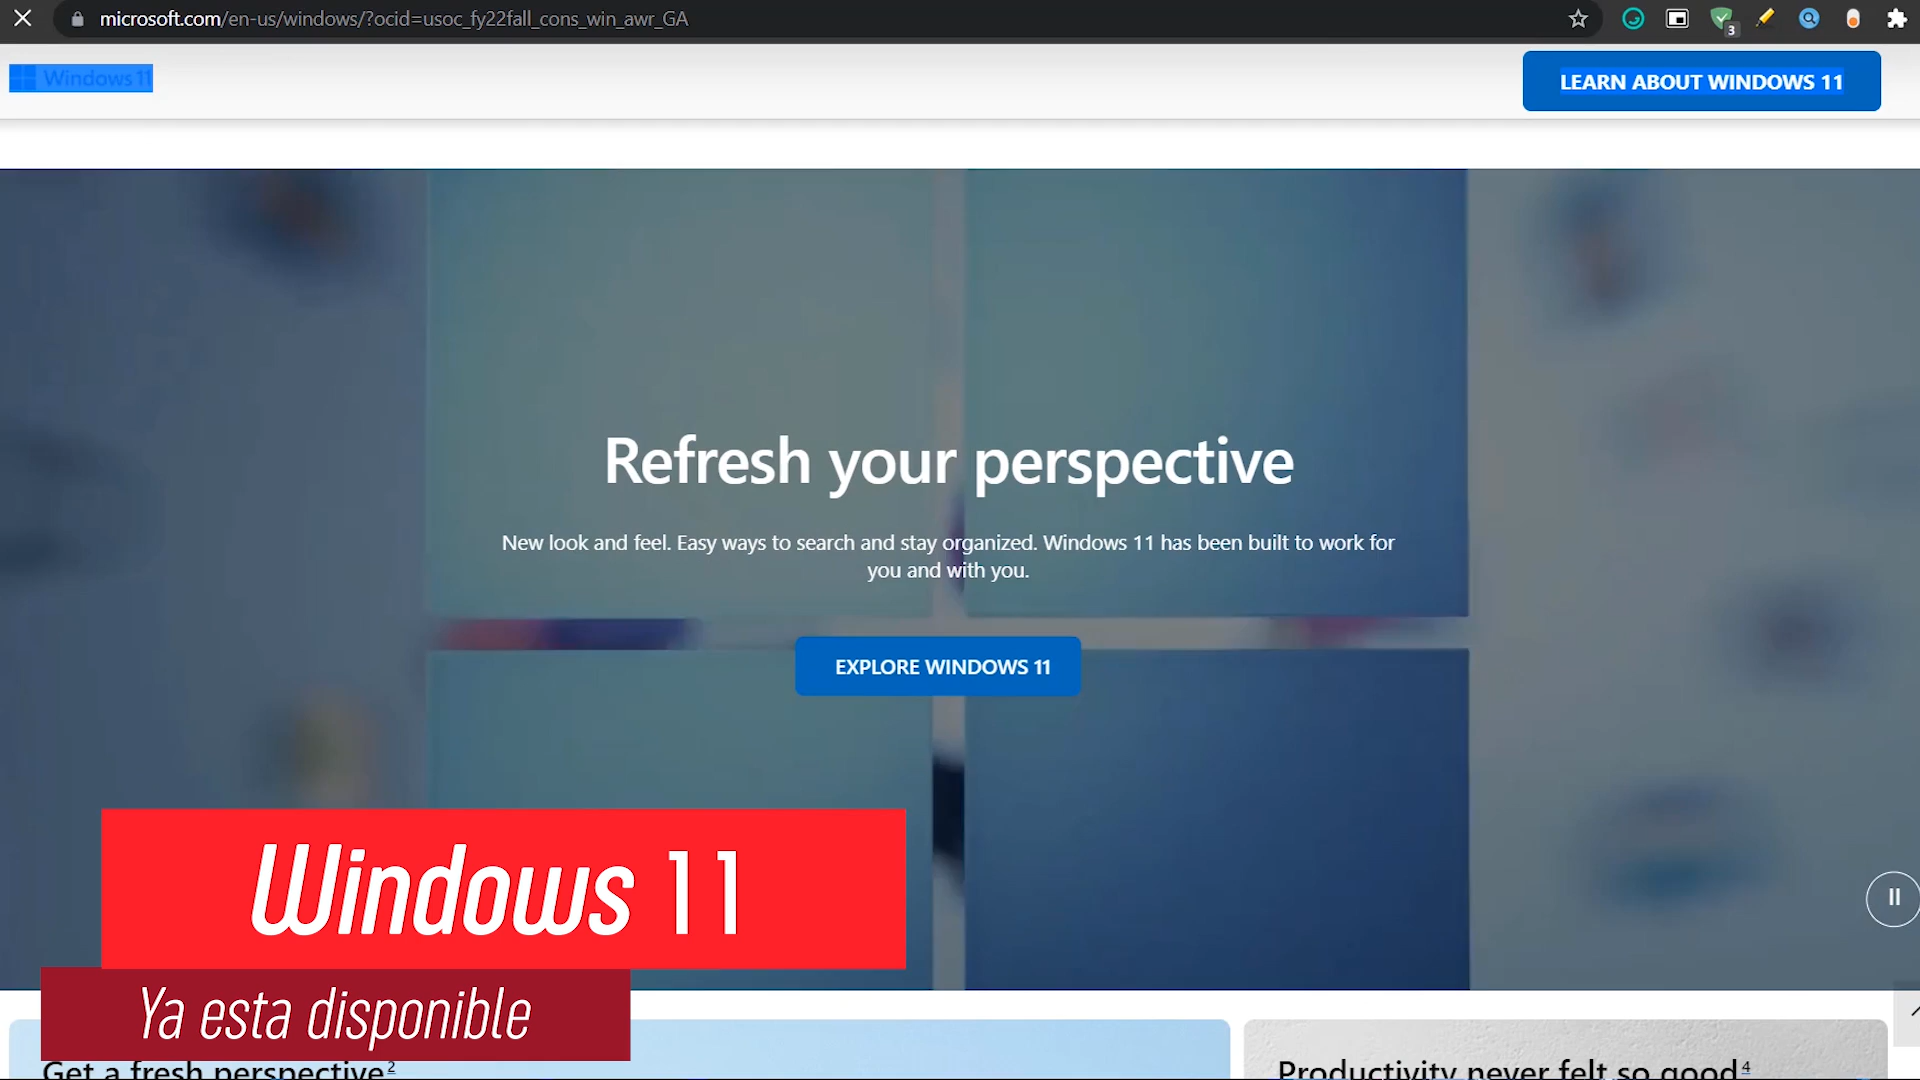 microsoft.com/en-us/windows/?ocid=usoc_fy22fall_cons_win_awr_GA
3
Windows 11
LEARN ABOUT WINDOWS 11
Refresh your perspective
New look and feel. Easy ways to search and stay organized. Windows 11 has been built to work for
you and with you.
EXPLORE WINDOWS 11
Windows 11
Ya esta disponible
Get a fresh perspective2
Productivity never felt so good4